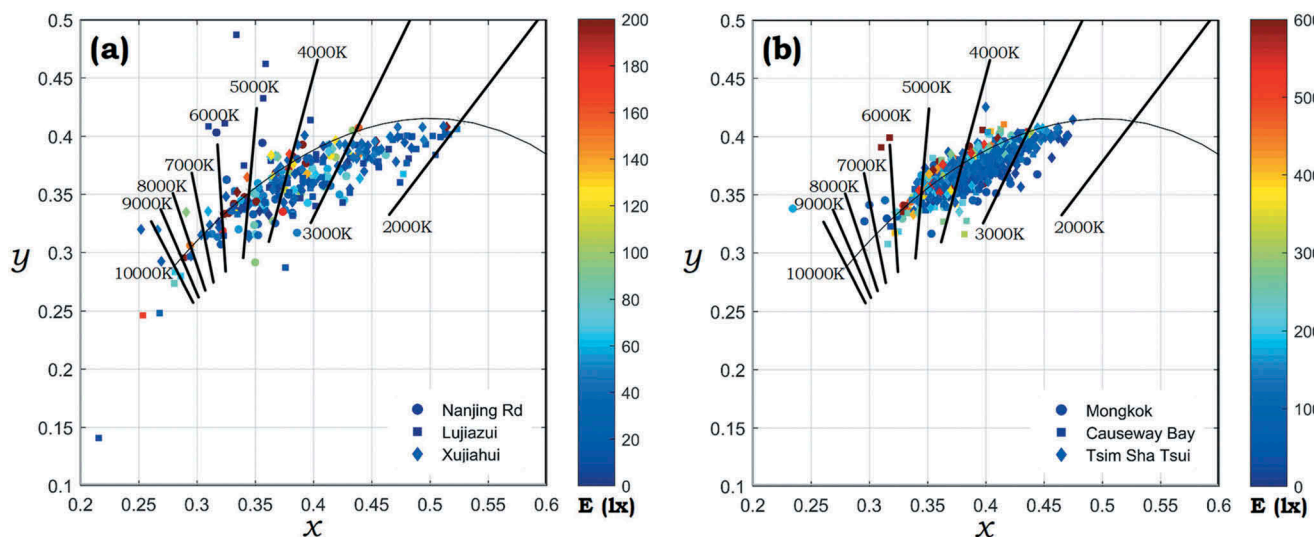 (a)
0.5
0.45
0.4
0.35
0.3
0.25
0.2
0.15
0.1
y
4000K
5000K
6000K
7000K
8000K
9000K
10000K
3000K
2000K
Nanjing Rd
Lujiazui
Xujiahui
0.2 0.25 0.3 0.35 0.4 0.45 0.5 0.55 0.6
x
200
180
160
140
120
100
80
60
40
20
0
E (lx)
(b)
0.5
0.45
0.4
0.35
0.3
0.25
0.2
0.15
0.1
y
4000K
5000K
6000K
7000K
8000K
9000K
10000K
3000K
2000K
Mongkok
Causeway Bay
Tsim Sha Tsui
0.2 0.25 0.3 0.35 0.4 0.45 0.5 0.55 0.6
x
600
500
400
300
200
100
0
E (lx)